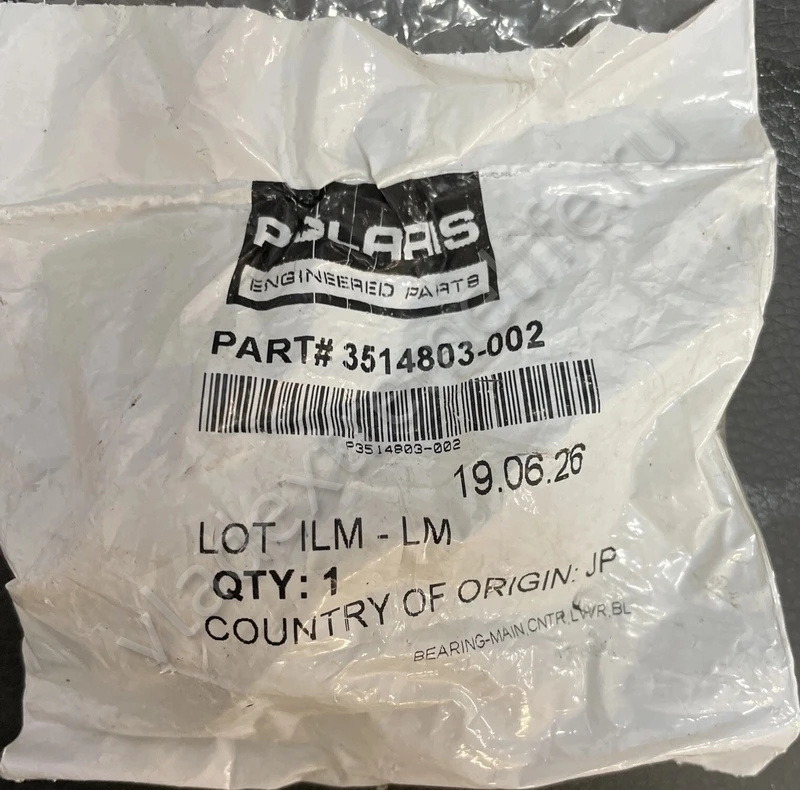 POLARIS
ENGINEERED PARTS
PART# 3514803-002
P3514803-002
19.06.26
LOT: ILM - LM
QTY: 1
COUNTRY OF ORIGIN: JP
BEARING-MAIN,CNTR,LWR,BL